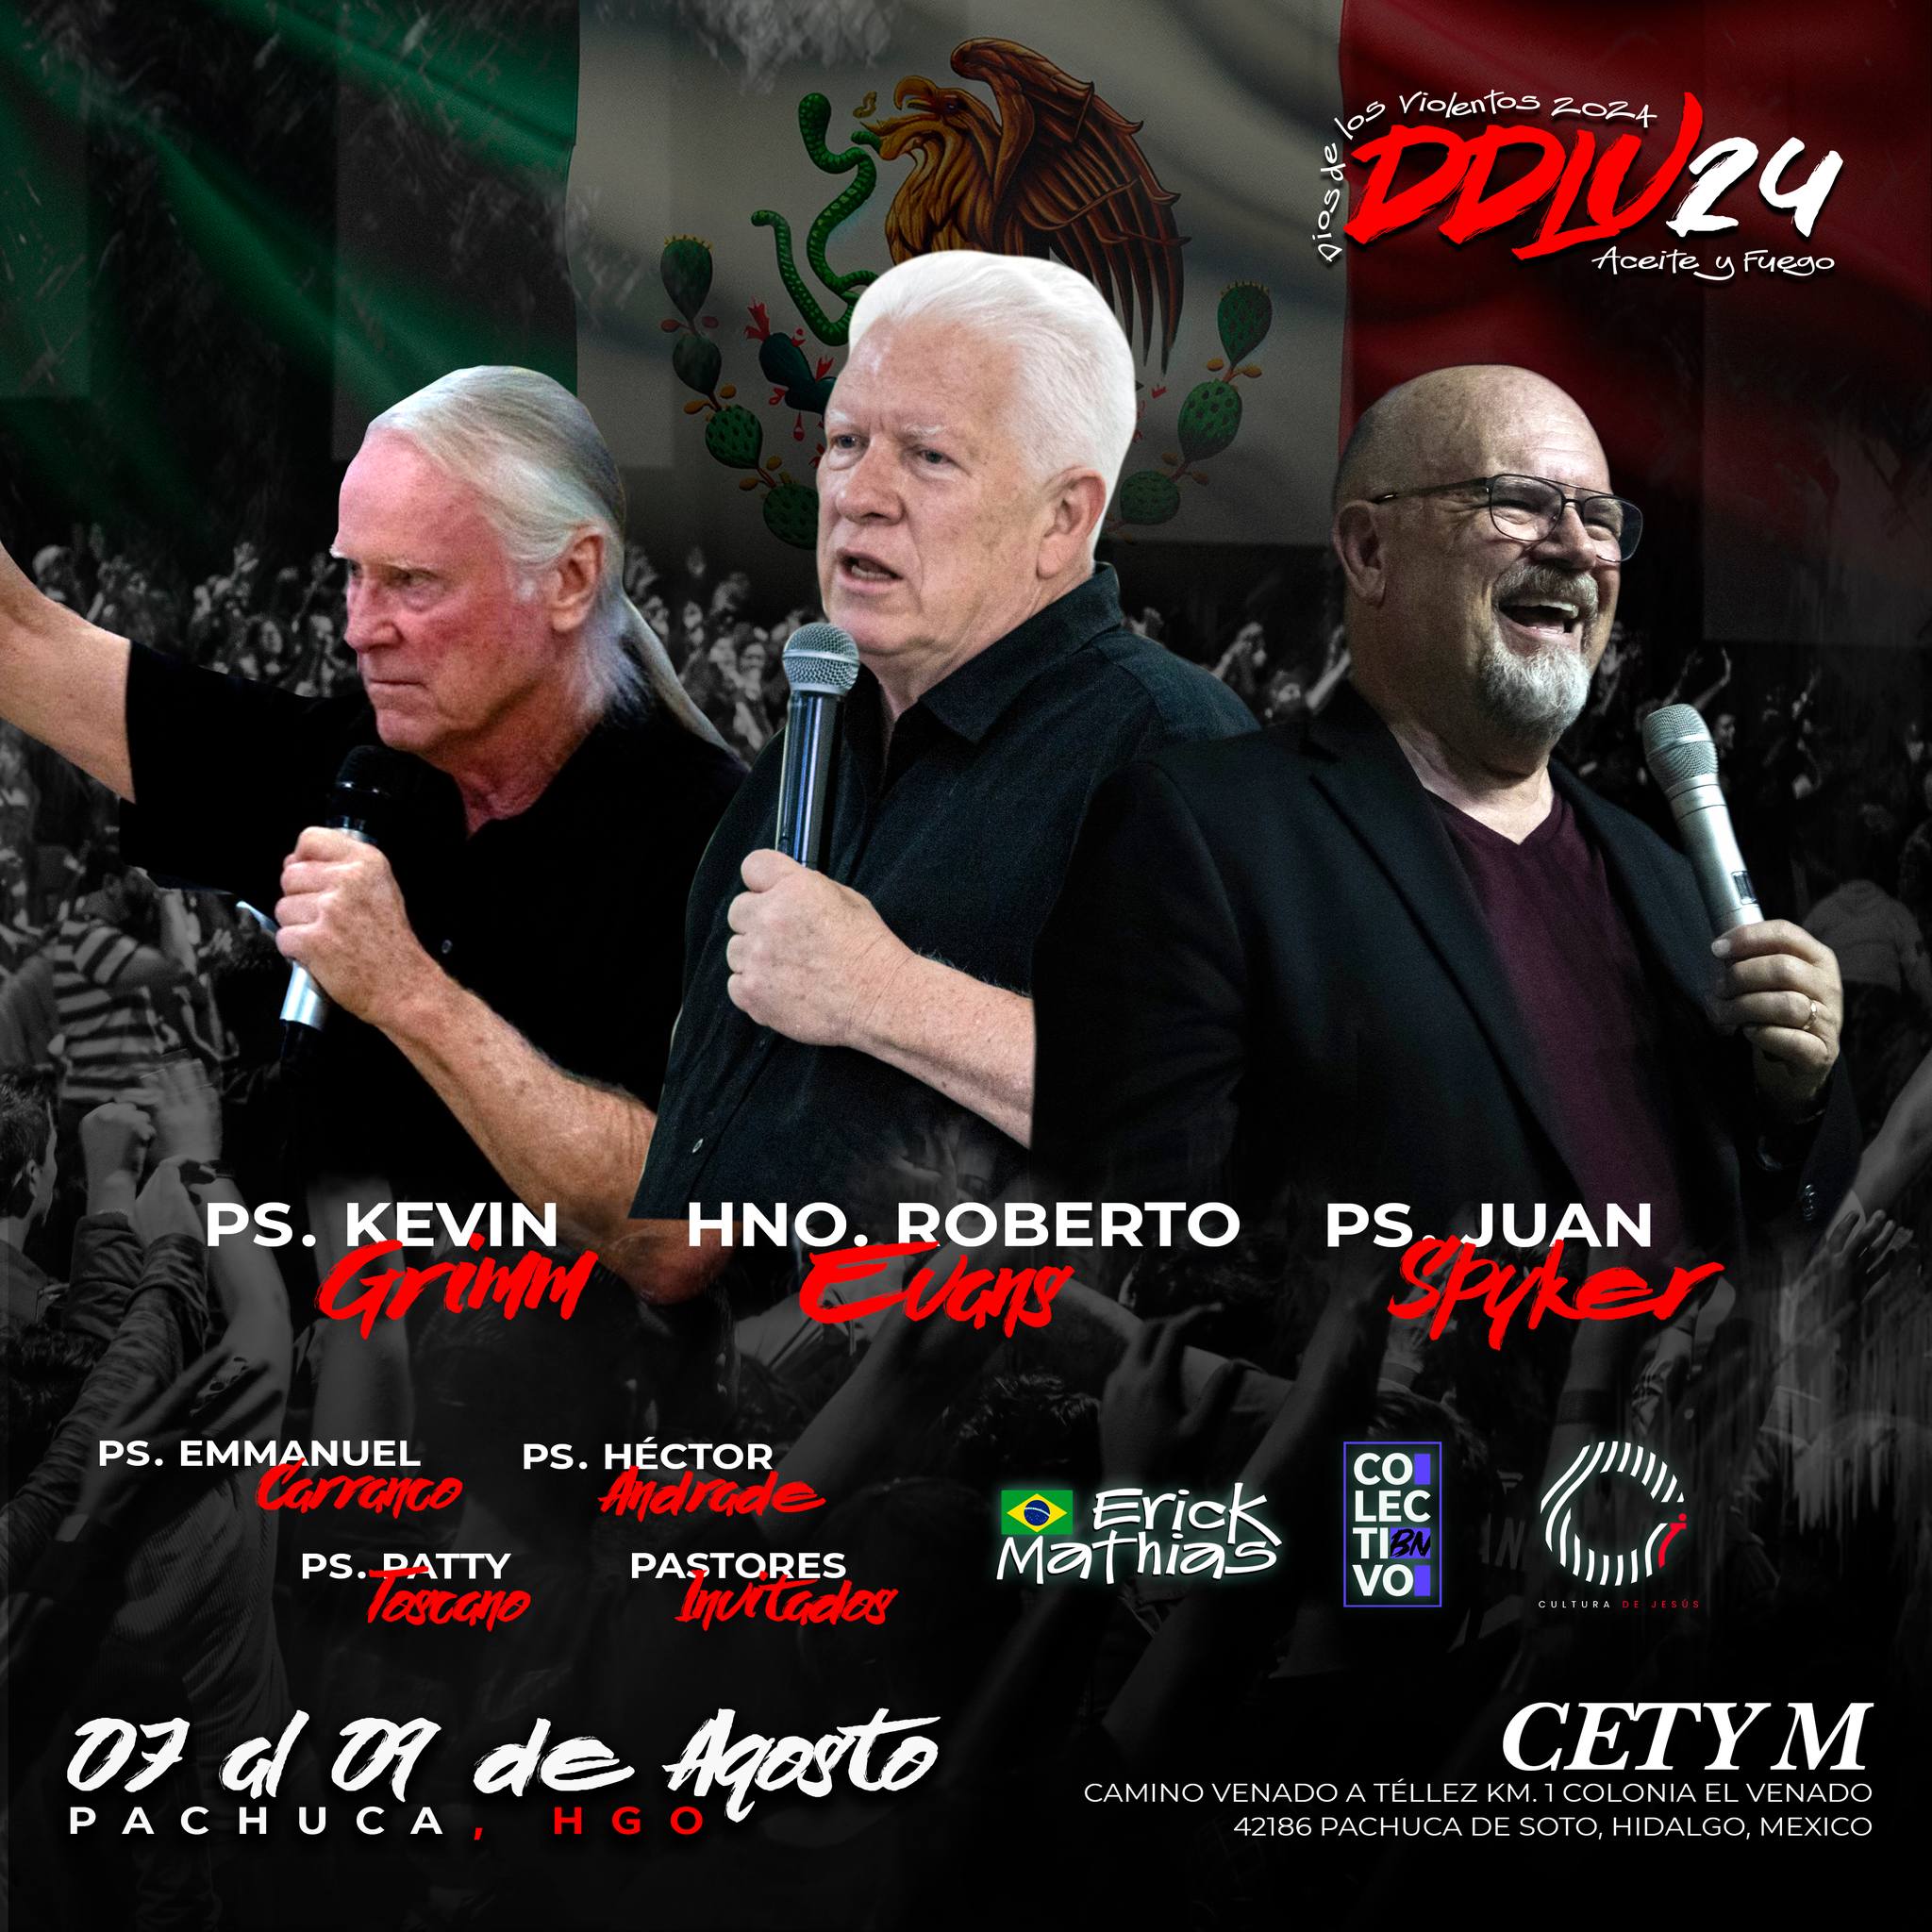 Dios de los Violentos 2024
DDLV24
Aceite y Fuego
PS. KEVIN
Grimm
HNO. ROBERTO
Evans
PS. JUAN
Spyker
PS. EMMANUEL
Carranco
PS. HÉCTOR
Andrade
PS. PATTY
Toscano
PASTORES
Invitados
Erick
Mathias
CO
LEC
TIBN
VO
CULTURA DE JESÚS
07 al 09 de Agosto
PACHUCA, HGO
CETY M
CAMINO VENADO A TÉLLEZ KM. 1 COLONIA EL VENADO
42186 PACHUCA DE SOTO, HIDALGO, MEXICO